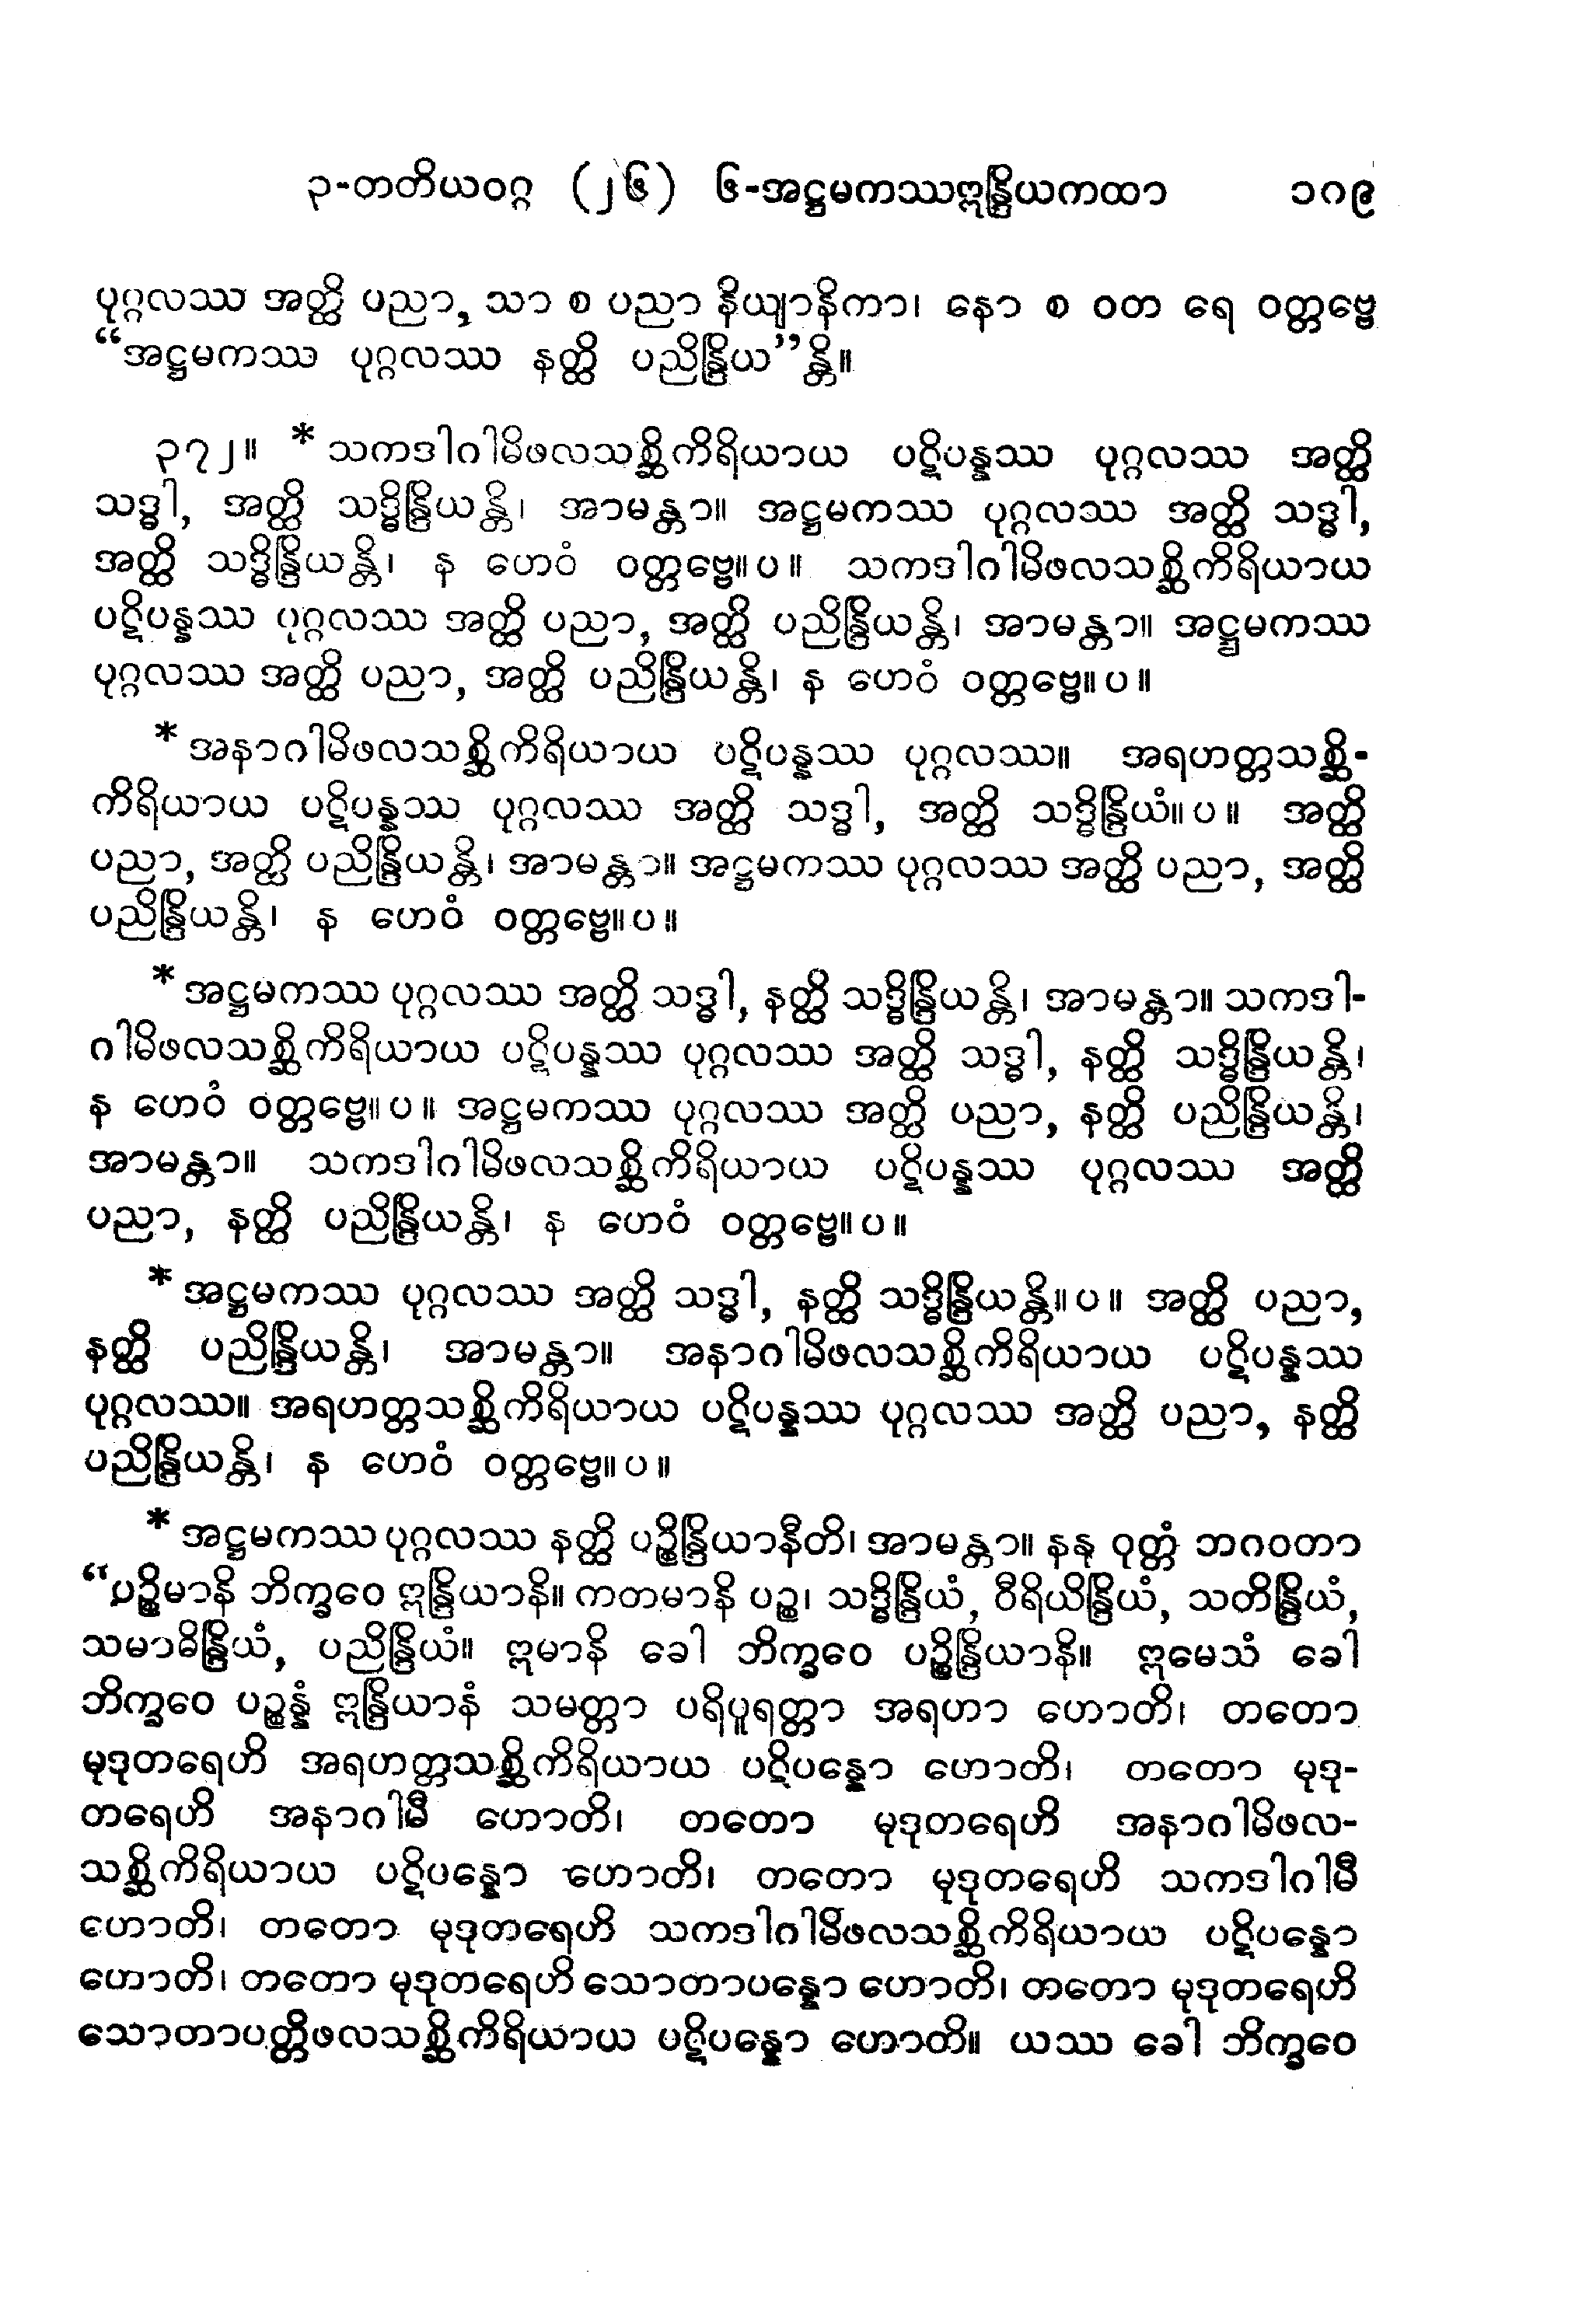 ၃-တတိယဝဂ္ဂ (၂၆) ၆-အဋ္ဌမကဿဣန္ဒြိယကထာ ၁၈၉
ပုဂ္ဂလဿ အတ္ထိ ပညာ, သာ စ ပညာ နိယျာနိကာ၊ နော စ ဝတ ရေ ဝတ္တဗ္ဗေ
“အဋ္ဌမကဿ ပုဂ္ဂလဿ နတ္ထိ ပညိန္ဒြိယ”န္တိ။
၃၇၂။ * သကဒါဂါမိဖလသစ္ဆိကိရိယာယ ပဋိပန္နဿ ပုဂ္ဂလဿ အတ္ထိ
သဒ္ဓါ, အတ္ထိ သဒ္ဓိန္ဒြိယန္တိ၊ အာမန္တာ။ အဋ္ဌမကဿ ပုဂ္ဂလဿ အတ္ထိ သဒ္ဓါ,
အတ္ထိ သဒ္ဓိန္ဒြိယန္တိ၊ န ဟေဝံ ဝတ္တဗ္ဗေ။ပ။ သကဒါဂါမိဖလသစ္ဆိကိရိယာယ
ပဋိပန္နဿ ပုဂ္ဂလဿ အတ္ထိ ပညာ, အတ္ထိ ပညိန္ဒြိယန္တိ၊ အာမန္တာ။ အဋ္ဌမကဿ
ပုဂ္ဂလဿ အတ္ထိ ပညာ, အတ္ထိ ပညိန္ဒြိယန္တိ၊ န ဟေဝံ ဝတ္တဗ္ဗေ။ပ။
* အနာဂါမိဖလသစ္ဆိကိရိယာယ ပဋိပန္နဿ ပုဂ္ဂလဿ။ အရဟတ္တသစ္ဆိ-
ကိရိယာယ ပဋိပန္နဿ ပုဂ္ဂလဿ အတ္ထိ သဒ္ဓါ, အတ္ထိ သဒ္ဓိန္ဒြိယံ။ပ။ အတ္ထိ
ပညာ, အတ္ထိ ပညိန္ဒြိယန္တိ၊ အာမန္တာ။ အဋ္ဌမကဿ ပုဂ္ဂလဿ အတ္ထိ ပညာ, အတ္ထိ
ပညိန္ဒြိယန္တိ၊ န ဟေဝံ ဝတ္တဗ္ဗေ။ပ။
* အဋ္ဌမကဿ ပုဂ္ဂလဿ အတ္ထိ သဒ္ဓါ, နတ္ထိ သဒ္ဓိန္ဒြိယန္တိ၊ အာမန္တာ။ သကဒါ-
ဂါမိဖလသစ္ဆိကိရိယာယ ပဋိပန္နဿ ပုဂ္ဂလဿ အတ္ထိ သဒ္ဓါ, နတ္ထိ သဒ္ဓိန္ဒြိယန္တိ၊
န ဟေဝံ ဝတ္တဗ္ဗေ။ပ။ အဋ္ဌမကဿ ပုဂ္ဂလဿ အတ္ထိ ပညာ, နတ္ထိ ပညိန္ဒြိယန္တိ၊
အာမန္တာ။ သကဒါဂါမိဖလသစ္ဆိကိရိယာယ ပဋိပန္နဿ ပုဂ္ဂလဿ အတ္ထိ
ပညာ, နတ္ထိ ပညိန္ဒြိယန္တိ၊ န ဟေဝံ ဝတ္တဗ္ဗေ။ပ။
* အဋ္ဌမကဿ ပုဂ္ဂလဿ အတ္ထိ သဒ္ဓါ, နတ္ထိ သဒ္ဓိန္ဒြိယန္တိ။ပ။ အတ္ထိ ပညာ,
နတ္ထိ ပညိန္ဒြိယန္တိ၊ အာမန္တာ။ အနာဂါမိဖလသစ္ဆိကိရိယာယ ပဋိပန္နဿ
ပုဂ္ဂလဿ။ အရဟတ္တသစ္ဆိကိရိယာယ ပဋိပန္နဿ ပုဂ္ဂလဿ အတ္ထိ ပညာ, နတ္ထိ
ပညိန္ဒြိယန္တိ၊ န ဟေဝံ ဝတ္တဗ္ဗေ။ပ။
* အဋ္ဌမကဿ ပုဂ္ဂလဿ နတ္ထိ ပဉ္စိန္ဒြိယာနီတိ၊ အာမန္တာ။ နနု ဝုတ္တံ ဘဂဝတာ
“ပဉ္စိမာနိ ဘိက္ခဝေ ဣန္ဒြိယာနိ။ ကတမာနိ ပဉ္စ၊ သဒ္ဓိန္ဒြိယံ, ဝီရိယိန္ဒြိယံ, သတိန္ဒြိယံ,
သမာဓိန္ဒြိယံ, ပညိန္ဒြိယံ။ ဣမာနိ ခေါ ဘိက္ခဝေ ပဉ္စိန္ဒြိယာနိ။ ဣမေသံ ခေါ
ဘိက္ခဝေ ပဉ္စန္နံ ဣန္ဒြိယာနံ သမတ္တာ ပရိပူရတ္တာ အရဟာ ဟောတိ၊ တတော
မုဒုတရေဟိ အရဟတ္တသစ္ဆိကိရိယာယ ပဋိပန္နော ဟောတိ၊ တတော မုဒု-
တရေဟိ အနာဂါမီ ဟောတိ၊ တတော မုဒုတရေဟိ အနာဂါမိဖလ-
သစ္ဆိကိရိယာယ ပဋိပန္နော ဟောတိ၊ တတော မုဒုတရေဟိ သကဒါဂါမီ
ဟောတိ၊ တတော မုဒုတရေဟိ သကဒါဂါမိဖလသစ္ဆိကိရိယာယ ပဋိပန္နော
ဟောတိ၊ တတော မုဒုတရေဟိ သောတာပန္နော ဟောတိ၊ တတော မုဒုတရေဟိ
သောတာပတ္တိဖလသစ္ဆိကိရိယာယ ပဋိပန္နော ဟောတိ။ ယဿ ခေါ ဘိက္ခဝေ